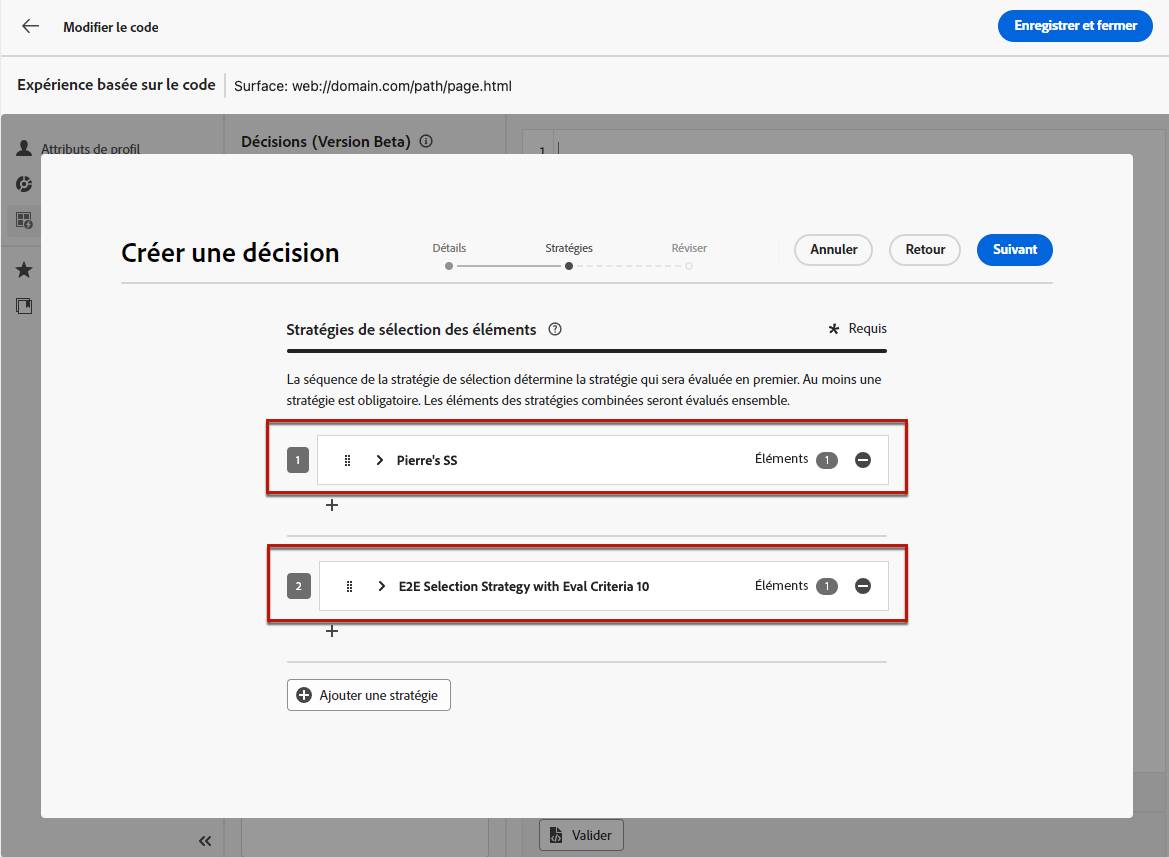 Modifier le code
Enregistrer et fermer
Expérience basée sur le code
Surface: web://domain.com/path/page.html
Attributs de profil
Décisions (Version Beta)
1
Créer une décision
Détails
Stratégies
Réviser
Annuler
Retour
Suivant
Stratégies de sélection des éléments
* Requis
La séquence de la stratégie de sélection détermine la stratégie qui sera évaluée en premier. Au moins une
stratégie est obligatoire. Les éléments des stratégies combinées seront évalués ensemble.
1 Pierre's SS Éléments 1
2 E2E Selection Strategy with Eval Criteria 10 Éléments 1
Ajouter une stratégie
Valider